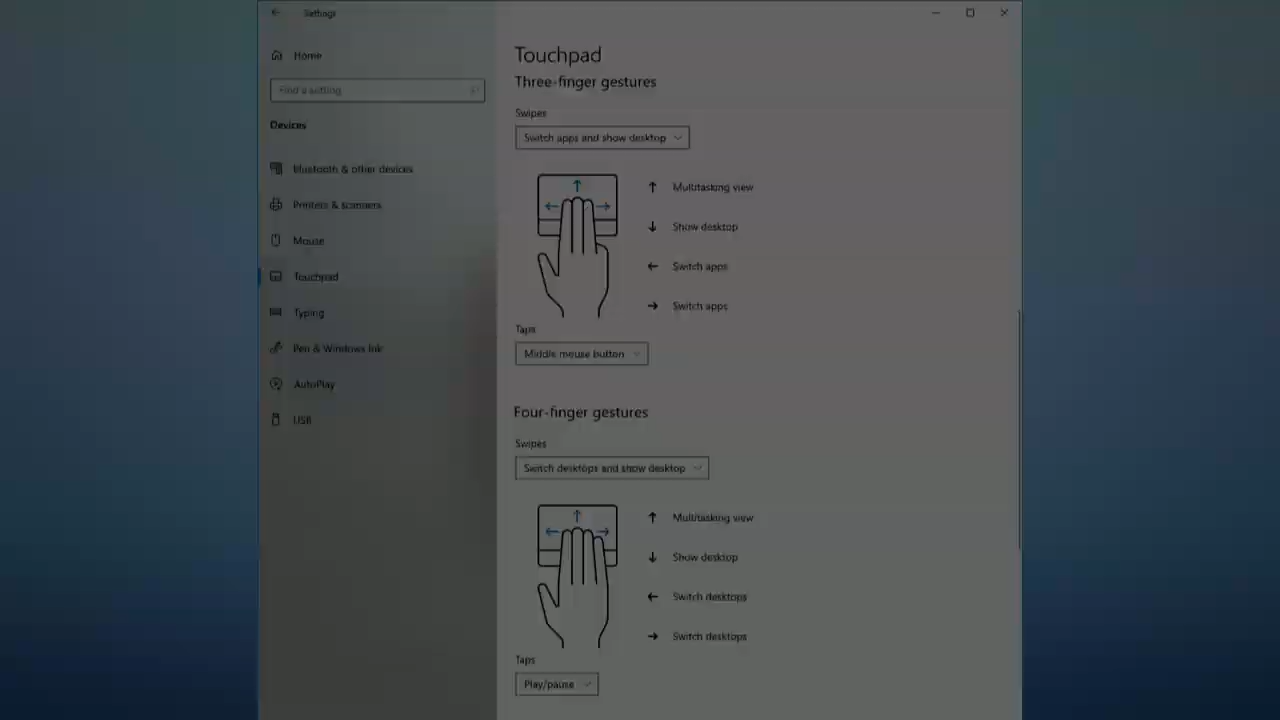 Settings
Home
Find a setting
Devices
Bluetooth & other devices
Printers & scanners
Mouse
Touchpad
Typing
Pen & Windows Ink
AutoPlay
USB
Touchpad
Three-finger gestures
Swipes
Switch apps and show desktop
Multitasking view
Show desktop
Switch apps
Switch apps
Taps
Middle mouse button
Four-finger gestures
Swipes
Switch desktops and show desktop
Multitasking view
Show desktop
Switch desktops
Switch desktops
Taps
Play/pause